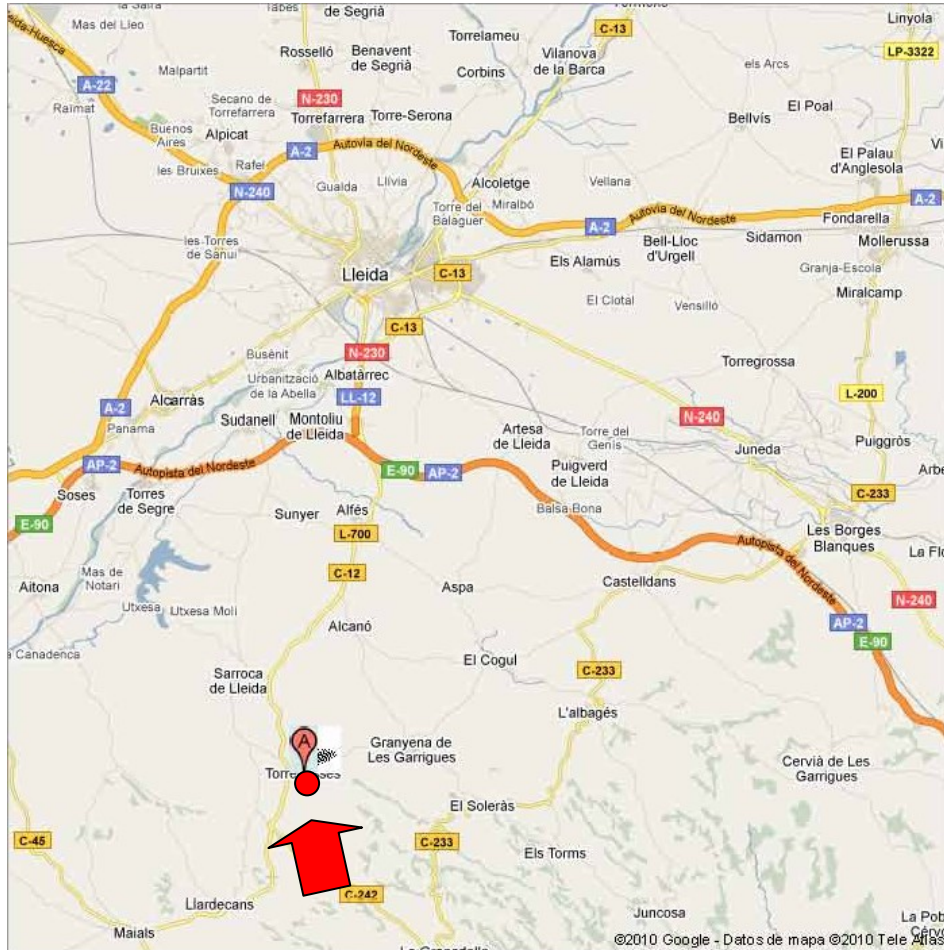 de Segrià
Tabes
Mas del Lleo
Linyola
C-13
Torrelameu
Rosselló
Benavent
de Segrià
Vilanova
de la Barca
LP-3322
Corbins
Malpartit
els Arcs
A-22
Raïmat
N-230
Secano de
Torrefarrera
Torrefarrera
Torre-Serona
El Poal
Bellvís
Buenos
Aires
Alpicat
A-2
Autovia del Nordeste
El Palau
d'Anglesola
les Bruixes
Rafel
N-240
Gualda
Llívia
Alcoletge
Vellana
Torre del
Balaguer
Miralbó
A-2
Autovia del Nordeste
A-2
Fondarella
les Torres
de Sanui
Bell-Lloc
d'Urgell
Sidamon
Mollerussa
Lleida
C-13
Els Alamús
Granja-Escola
El Clotal
Vensilló
Miralcamp
C-13
Busénit
N-230
Torregrossa
Urbanització
de la Abella
Albatàrrec
Alcarràs
LL-12
L-200
A-2
Panama
Sudanell
Montoliu
de Lleida
N-240
Artesa
de Lleida
Torre del
Genís
Juneda
Puiggròs
AP-2
Autopista del Nordeste
E-90
AP-2
Puigverd
de Lleida
Soses
Torres
de Segre
C-233
E-90
Sunyer
Alfés
Balsa Bona
L-700
Les Borges
Blanques
Autopista del Nordeste
C-12
Aitona
Mas de
Notari
Aspa
Castelldans
N-240
Utxesa
Utxesa Molí
AP-2
Alcanó
E-90
Canadenca
El Cogul
C-233
Sarroca
de Lleida
L'albagés
A
Granyena de
Les Garrigues
Cervià de Les
Garrigues
El Soleràs
C-45
C-233
Els Torms
C-242
Llardecans
Juncosa
Maials
©2010 Google - Datos de mapa ©2010 Tele Atlas